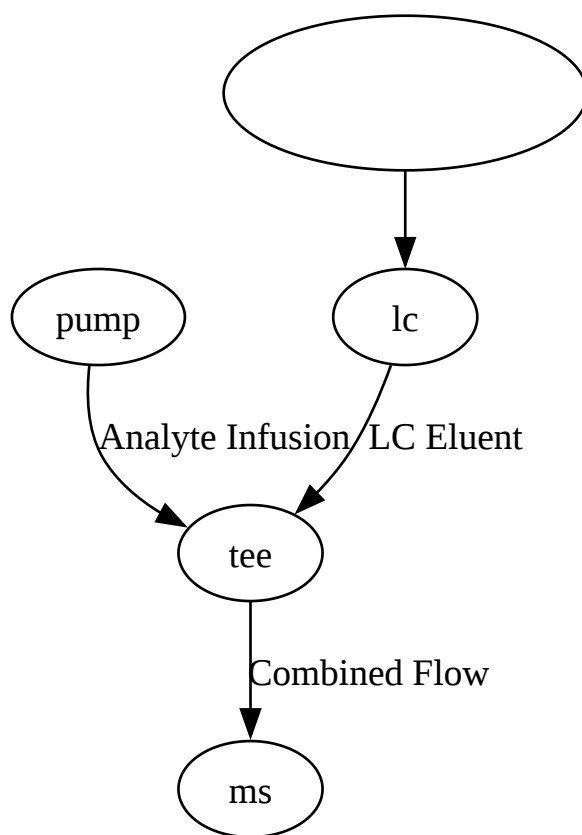 pump
lc
Analyte Infusion
LC Eluent
tee
Combined Flow
ms